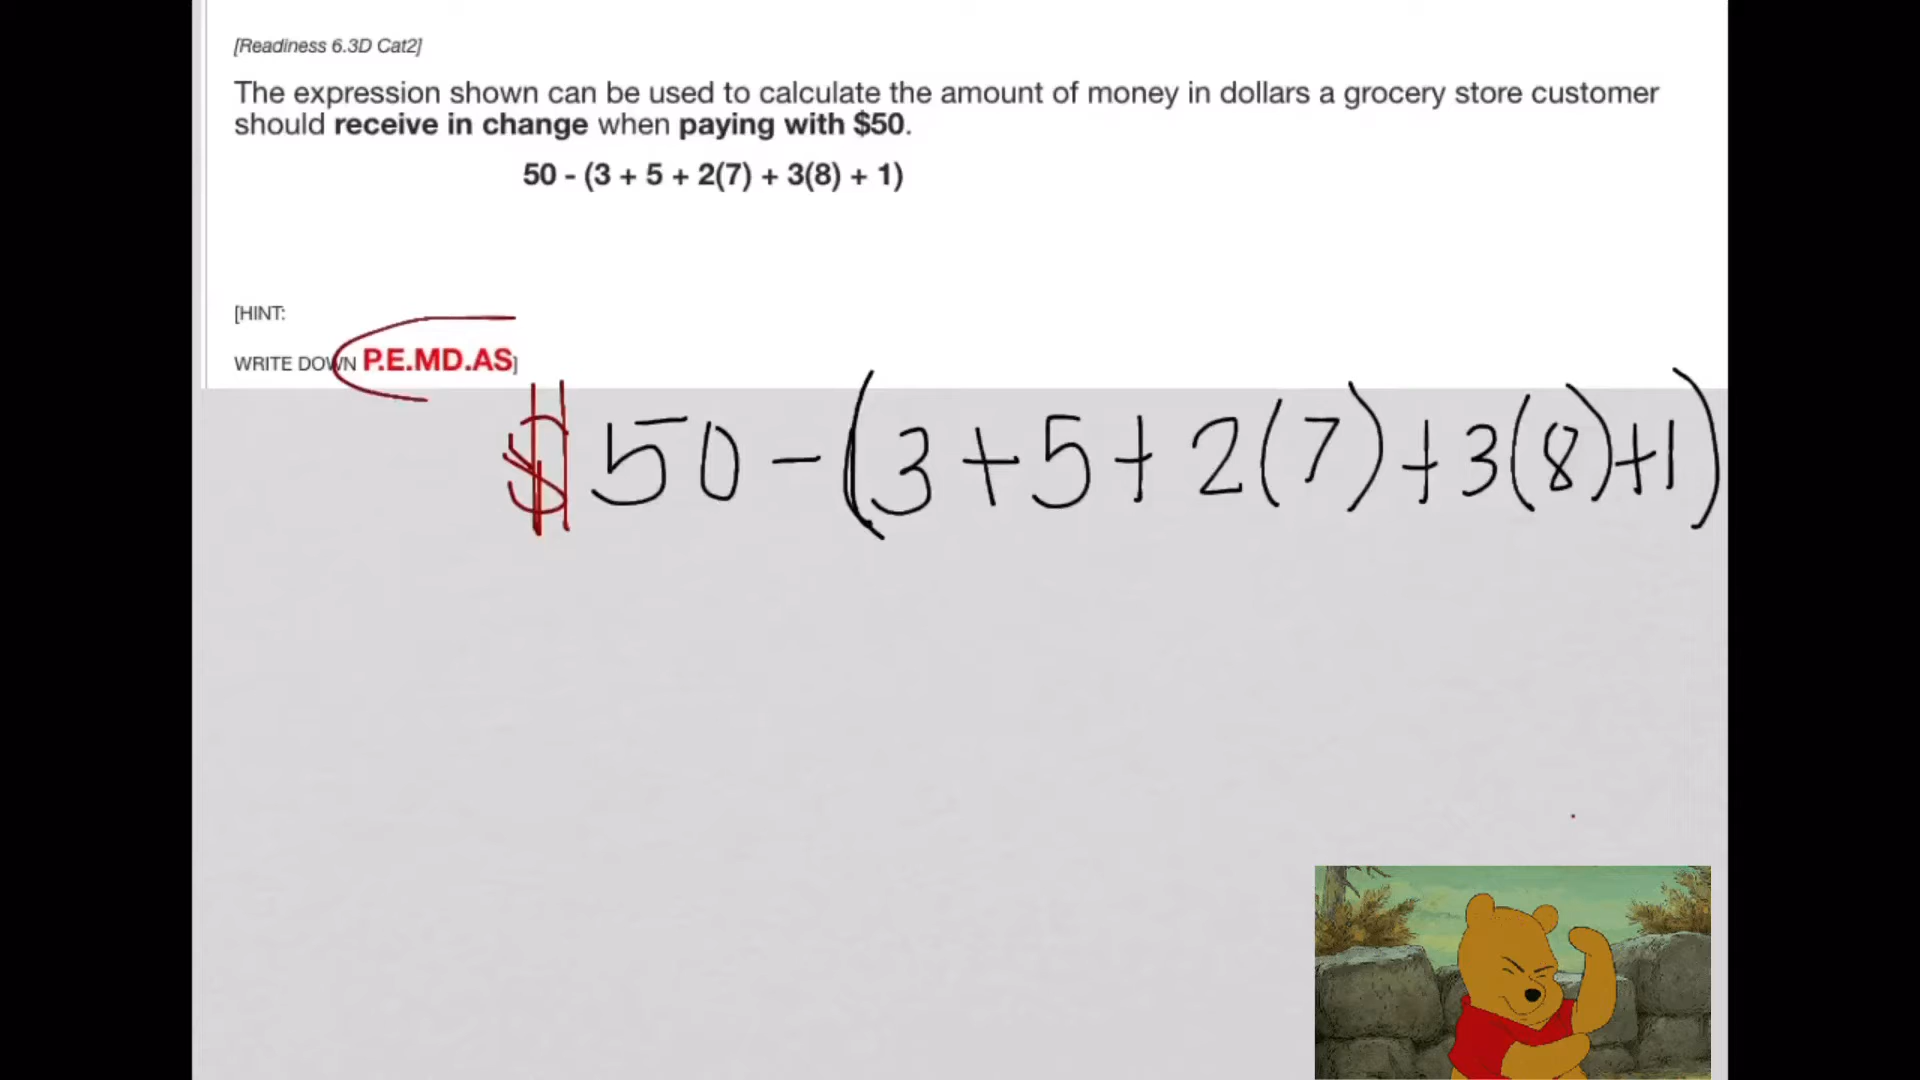 [Readiness 6.3D Cat2]
The expression shown can be used to calculate the amount of money in dollars a grocery store customer
should receive in change when paying with $50.
50 - (3 + 5 + 2(7) + 3(8) + 1)
[HINT:
WRITE DOWN P.E.MD.AS]
$ 50 - (3 + 5 + 2(7) + 3(8) + 1)